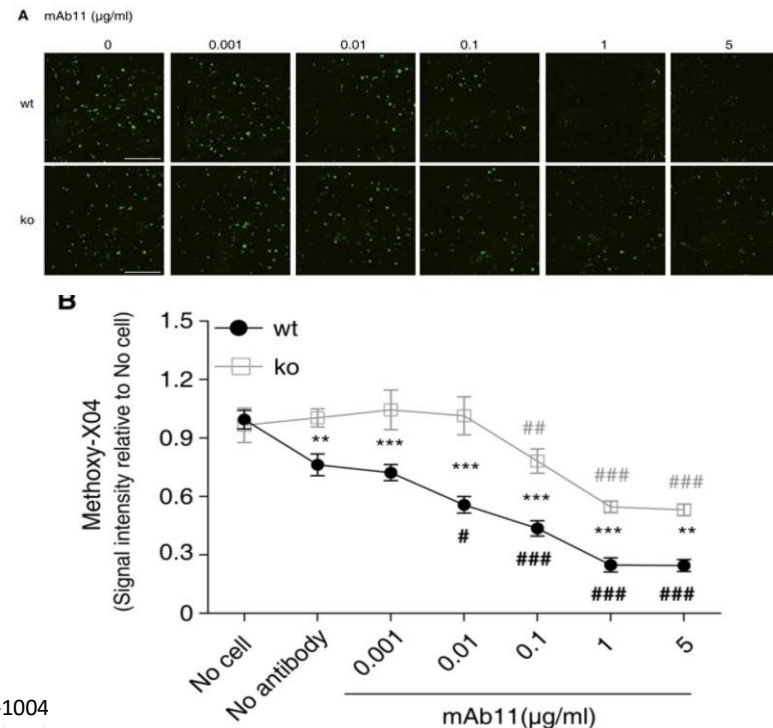 A mAb11 (µg/ml)
0 0.001 0.01 0.1 1 5
wt
ko
B
Methoxy-X04
(Signal intensity relative to No cell)
1.5
1.2
0.9
0.6
0.3
0
wt
ko
** *** *** *** *** **
## ### ###
# ### ### ###
No cell
No antibody
0.001
0.01
0.1
1
5
mAb11(µg/ml)
-1004